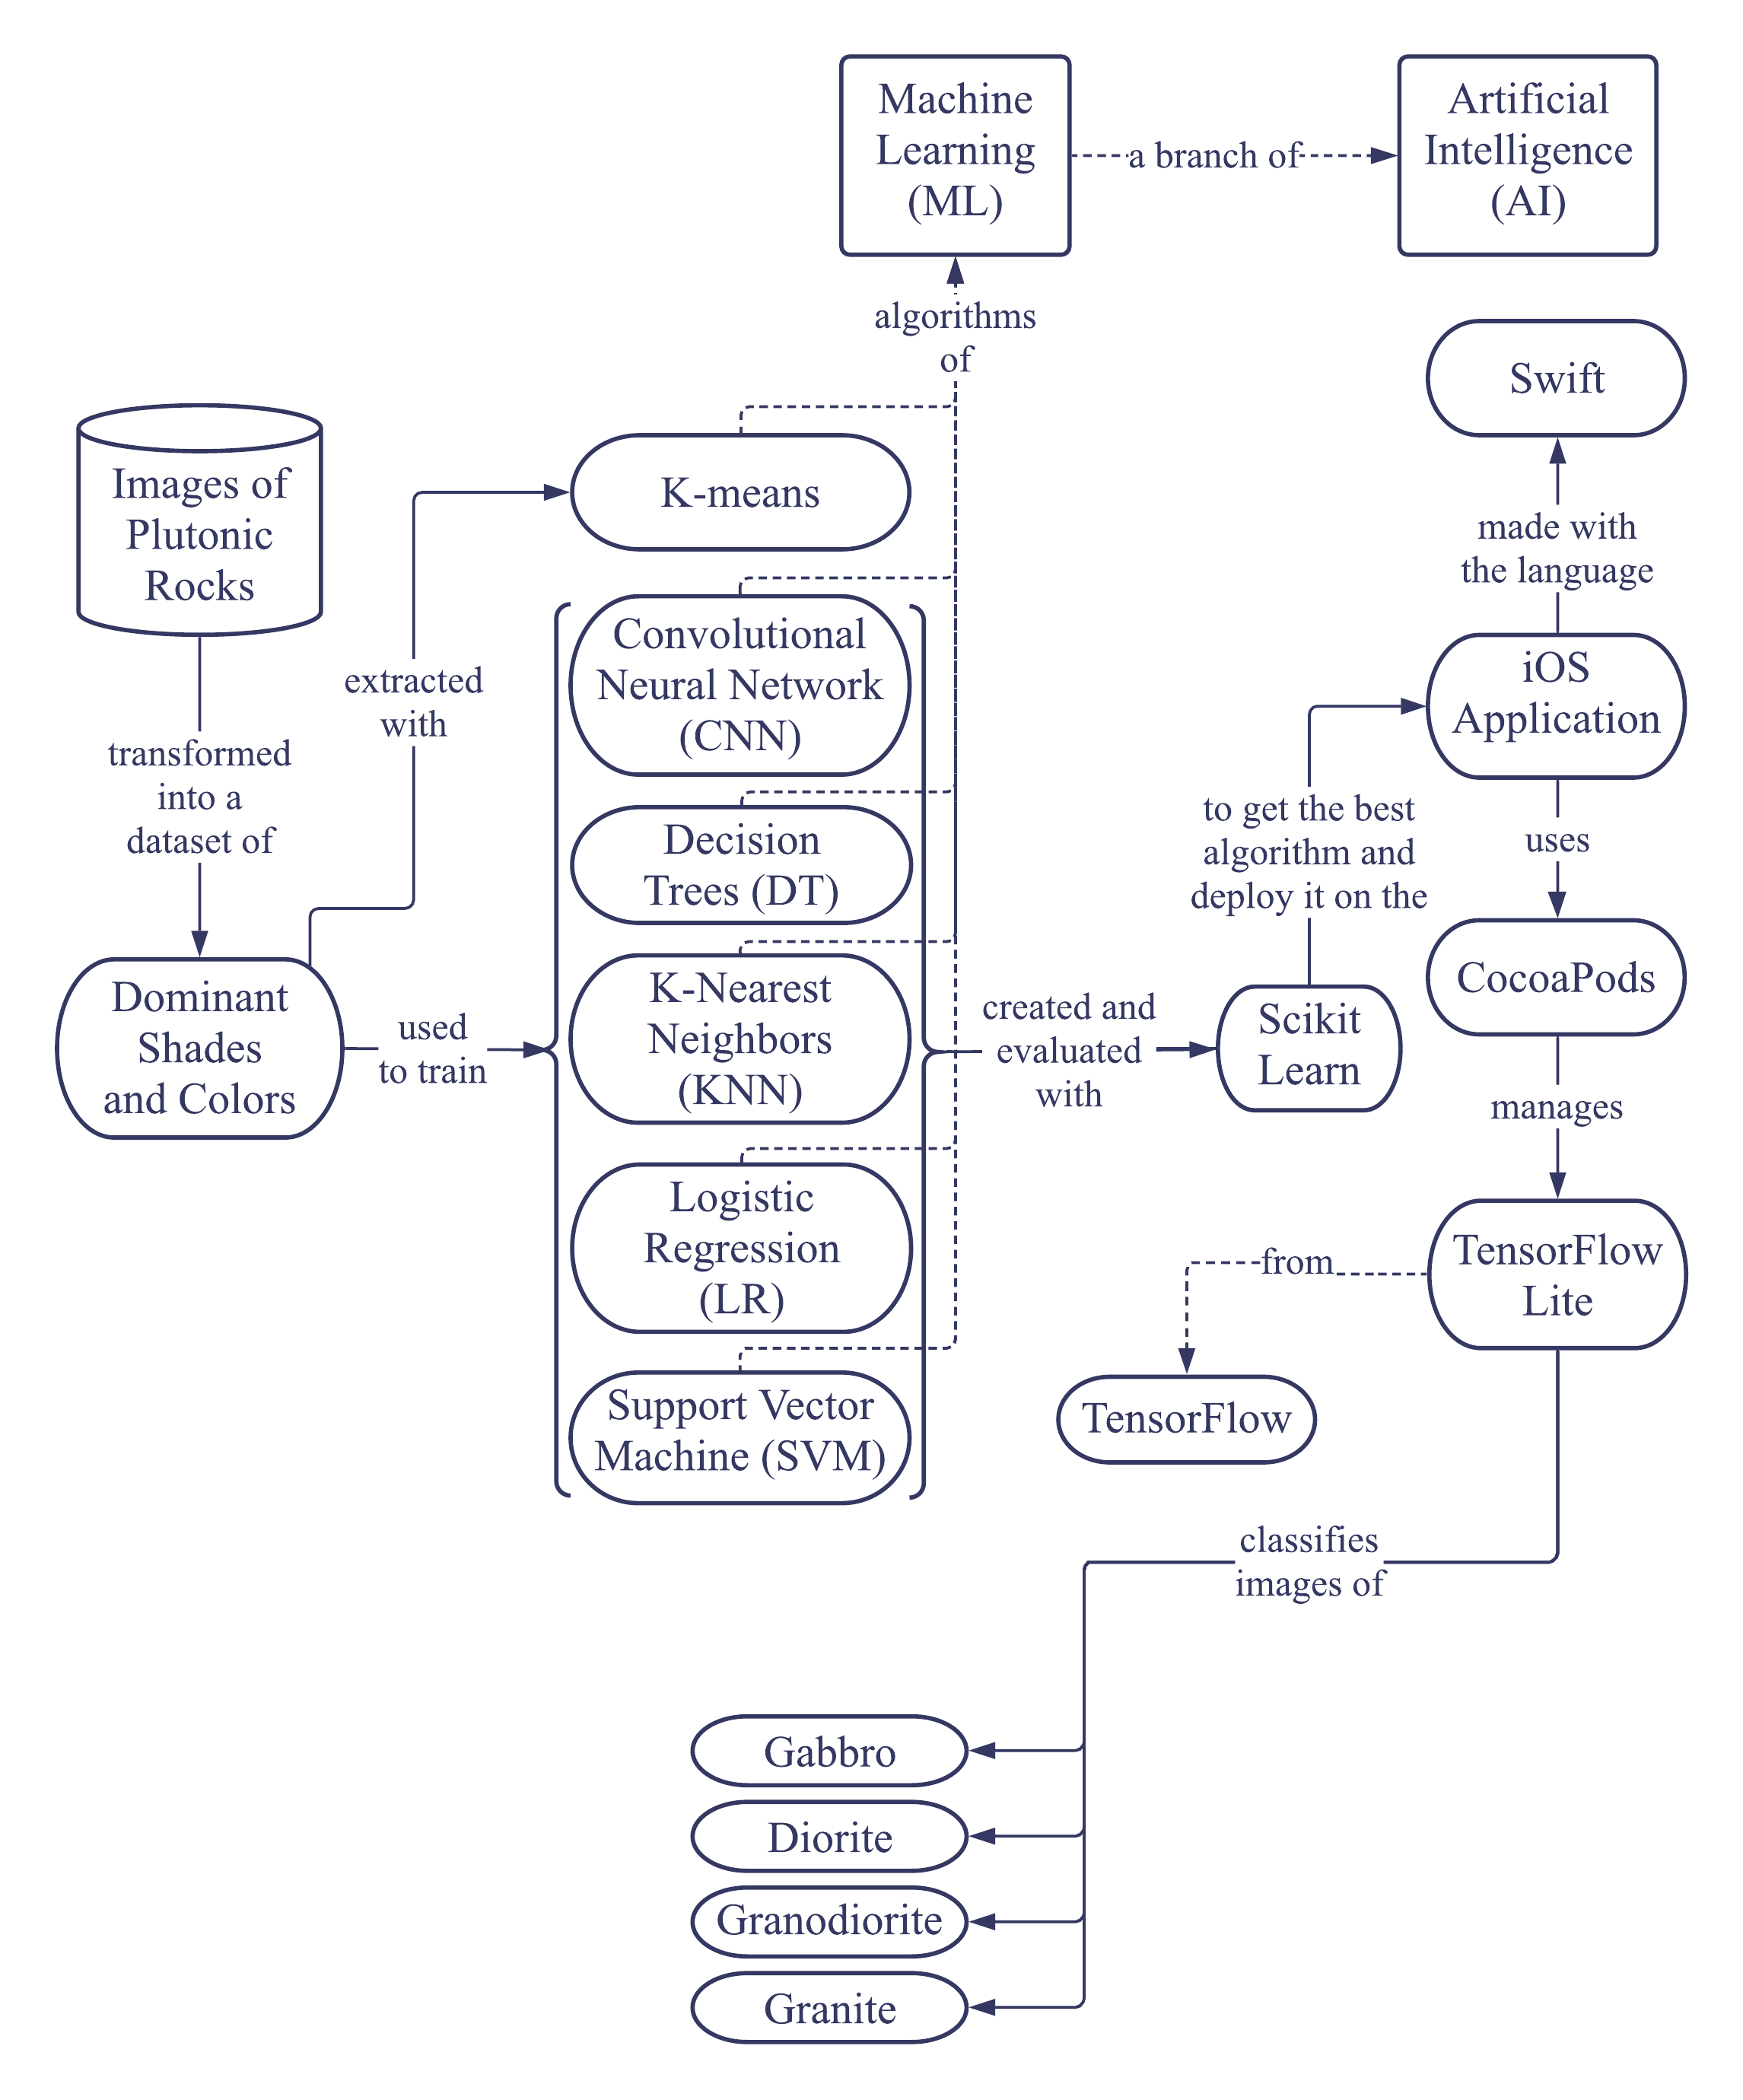 Machine
Learning
(ML)
a branch of
Artificial
Intelligence
(AI)
algorithms
of
Swift
made with
the language
Images of
Plutonic
Rocks
K-means
extracted
with
transformed
into a
dataset of
Convolutional
Neural Network
(CNN)
Decision
Trees (DT)
K-Nearest
Neighbors
(KNN)
Logistic
Regression
(LR)
Support Vector
Machine (SVM)
Dominant
Shades
and Colors
used
to train
created and
evaluated
with
Scikit
Learn
to get the best
algorithm and
deploy it on the
iOS
Application
uses
CocoaPods
manages
TensorFlow
Lite
from
TensorFlow
classifies
images of
Gabbro
Diorite
Granodiorite
Granite